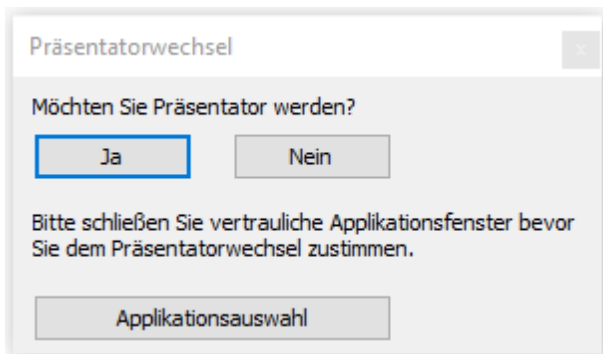 Präsentatorwechsel
Möchten Sie Präsentator werden?
Ja
Nein
Bitte schließen Sie vertrauliche Applikationsfenster bevor
Sie dem Präsentatorwechsel zustimmen.
Applikationsauswahl